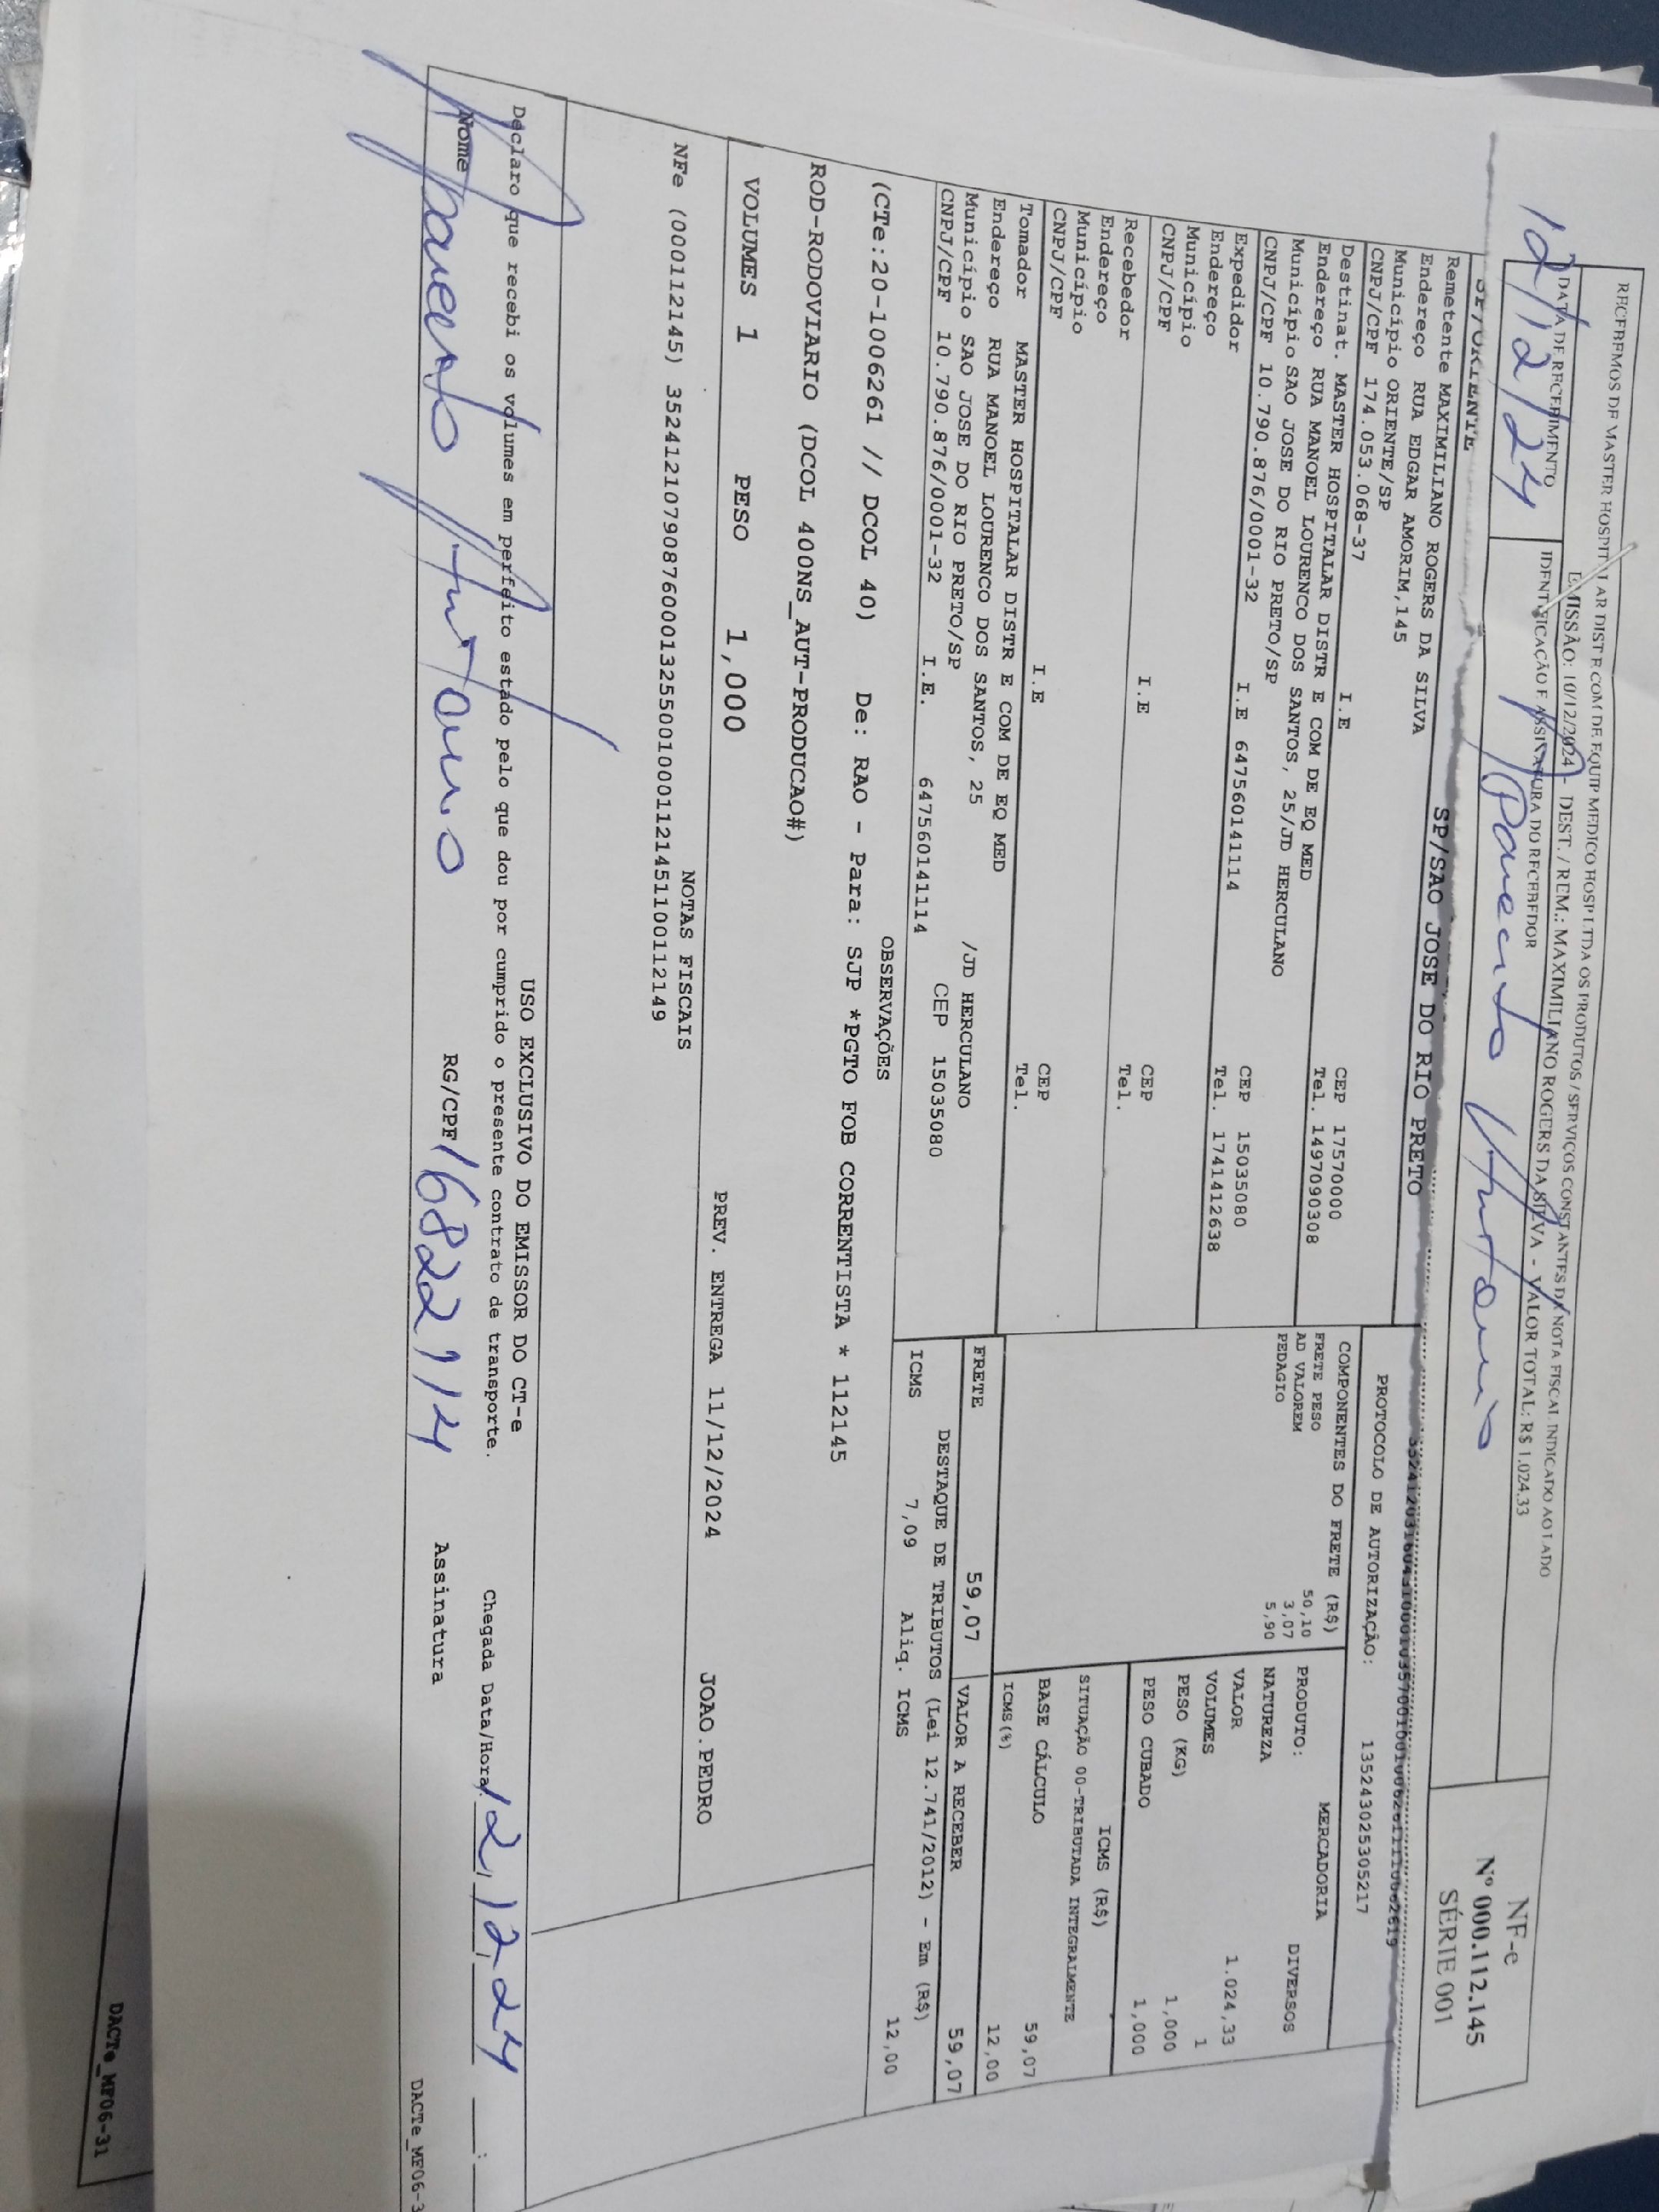 RECEBEMOS DE MASTER HOSPITALAR DIST E COM DE EQUIP MEDICO HOSP LTDA OS PRODUTOS / SERVIÇOS CONSTANTES DA NOTA FISCAL INDICADO AO LADO
EMISSÃO: 10/12/2024 - DEST. / REM.: MAXIMILIANO ROGERS DA SILVA - VALOR TOTAL: R$ 1.024.33
DATA DE RECEBIMENTO
IDENTIFICAÇÃO E ASSINATURA DO RECEBEDOR
12/12/24
Aparecido Antonio
NF-e
Nº 000.112.145
SÉRIE 001
SP/ORIENTE
SP/SAO JOSE DO RIO PRETO
Remetente MAXIMILIANO ROGERS DA SILVA
Endereço RUA EDGAR AMORIM,145
Município ORIENTE/SP
CEP 17570000
CNPJ/CPF 174.053.068-37 I.E
Tel. 1497090308
Destinat. MASTER HOSPITALAR DISTR E COM DE EQ MED
Endereço RUA MANOEL LOURENCO DOS SANTOS, 25/JD HERCULANO
Município SAO JOSE DO RIO PRETO/SP
CEP 15035080
CNPJ/CPF 10.790.876/0001-32 I.E 647560141114
Tel. 1741412638
Expedidor
Endereço
Município
CEP
CNPJ/CPF I.E
Tel.
Recebedor
Endereço
Município
CEP
CNPJ/CPF I.E
Tel.
Tomador MASTER HOSPITALAR DISTR E COM DE EQ MED
Endereço RUA MANOEL LOURENCO DOS SANTOS, 25 /JD HERCULANO
Município SAO JOSE DO RIO PRETO/SP
CEP 15035080
CNPJ/CPF 10.790.876/0001-32 I.E. 647560141114
PROTOCOLO DE AUTORIZAÇÃO: 135243025305217
COMPONENTES DO FRETE (R$)
FRETE PESO 50,10
AD VALOREM 3,07
PEDAGIO 5,90
MERCADORIA
PRODUTO: DIVERSOS
NATUREZA
VALOR 1.024,33
VOLUMES 1
PESO (KG) 1,000
PESO CUBADO 1,000
ICMS (R$)
SITUAÇÃO 00-TRIBUTADA INTEGRALMENTE
BASE CÁLCULO 59,07
ICMS(%) 12,00
FRETE 59,07
VALOR A RECEBER 59,07
DESTAQUE DE TRIBUTOS (Lei 12.741/2012) - Em (R$)
ICMS 7,09 Aliq. ICMS 12,00
OBSERVAÇÕES
(CTe:20-1006261 // DCOL 40) De: RAO - Para: SJP *PGTO FOB CORRENTISTA * 112145
ROD-RODOVIARIO (DCOL 400NS_AUT-PRODUCAO#)
VOLUMES 1 PESO 1,000 PREV. ENTREGA 11/12/2024 JOAO.PEDRO
NOTAS FISCAIS
NFe (000112145) 35241210790876000132550010001121451100112149
USO EXCLUSIVO DO EMISSOR DO CT-e
Declaro que recebi os volumes em perfeito estado pelo que dou por cumprido o presente contrato de transporte.
Chegada Data/Hora 12,12,24 :
Nome Aparecido Antonio RG/CPF 16822114 Assinatura
DACTe_MF06-3
DACTe_MF06-31